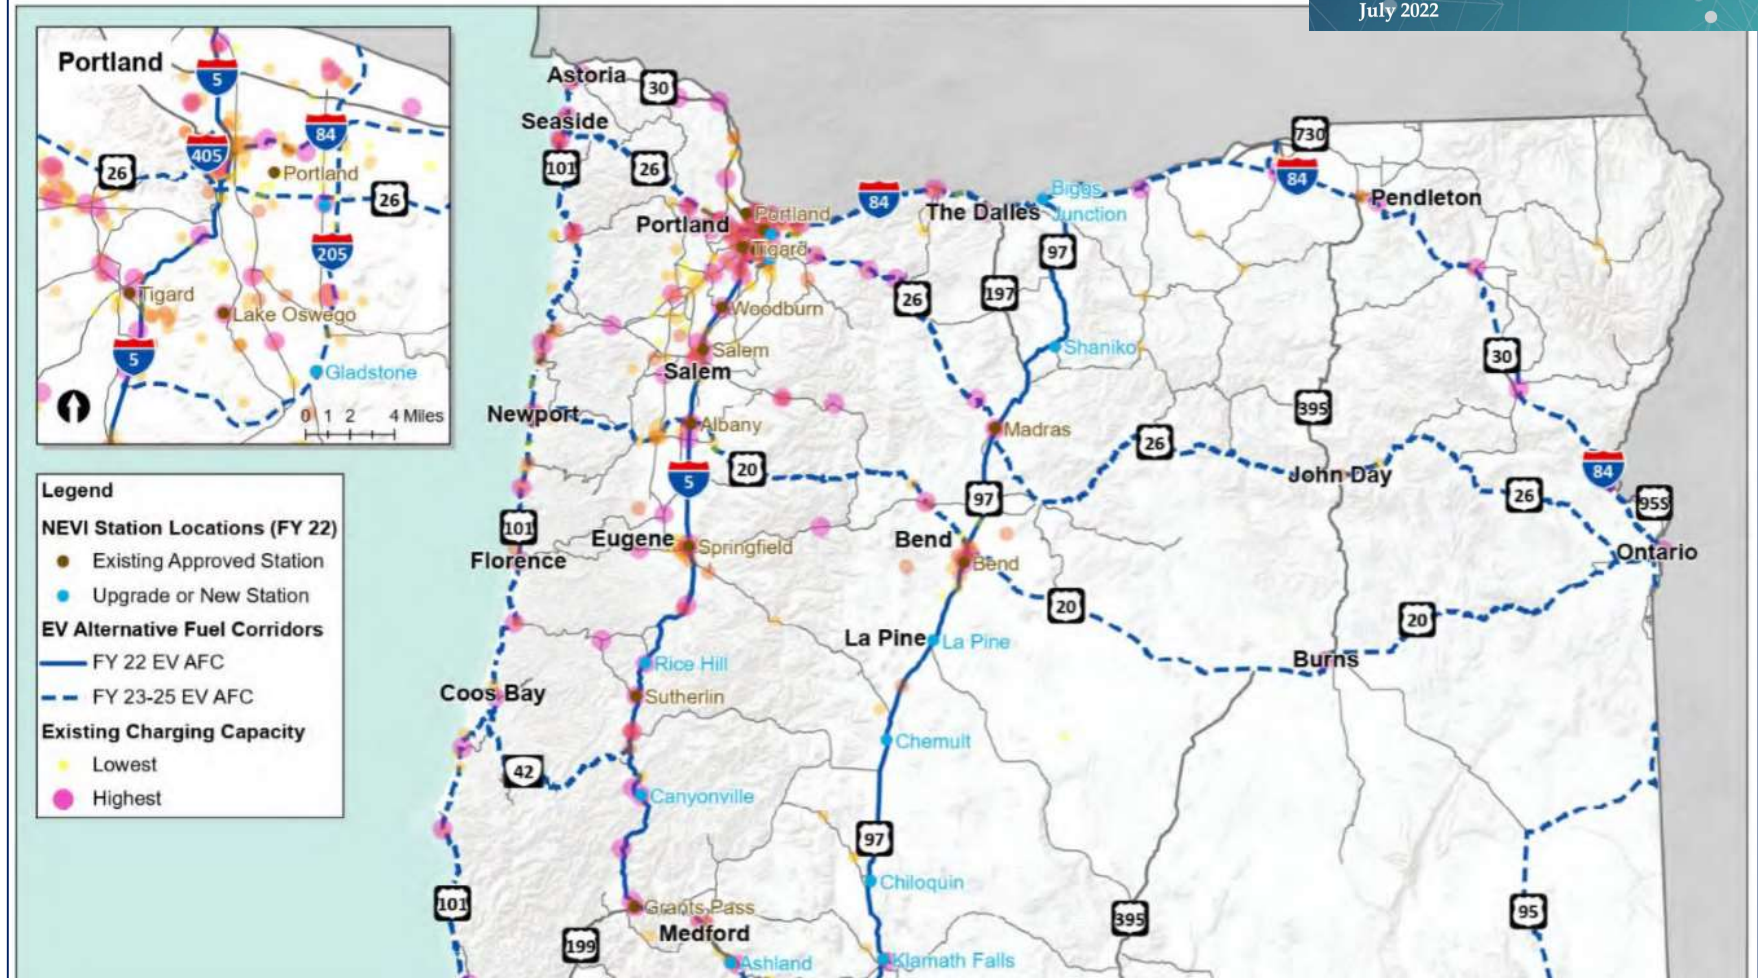 July 2022
Portland
5
84
405
26
Portland
26
205
Tigard
Lake Oswego
5
Gladstone
0 1 2 4 Miles
Legend
NEVI Station Locations (FY 22)
Existing Approved Station
Upgrade or New Station
EV Alternative Fuel Corridors
FY 22 EV AFC
FY 23-25 EV AFC
Existing Charging Capacity
Lowest
Highest
Astoria
30
Seaside
730
101
26
84
84
Biggs
Junction
Pendleton
The Dalles
Portland
Portland
Tigard
97
197
26
Woodburn
Shaniko
Salem
30
Salem
395
Newport
Albany
Madras
26
20
John Day
84
5
97
26
95S
101
Eugene
Springfield
Bend
Bend
Ontario
Florence
20
20
La Pine
La Pine
Burns
Rice Hill
Coos Bay
Sutherlin
Chemult
42
Canyonville
97
Chiloquin
101
Grants Pass
395
95
Medford
199
Ashland
Klamath Falls